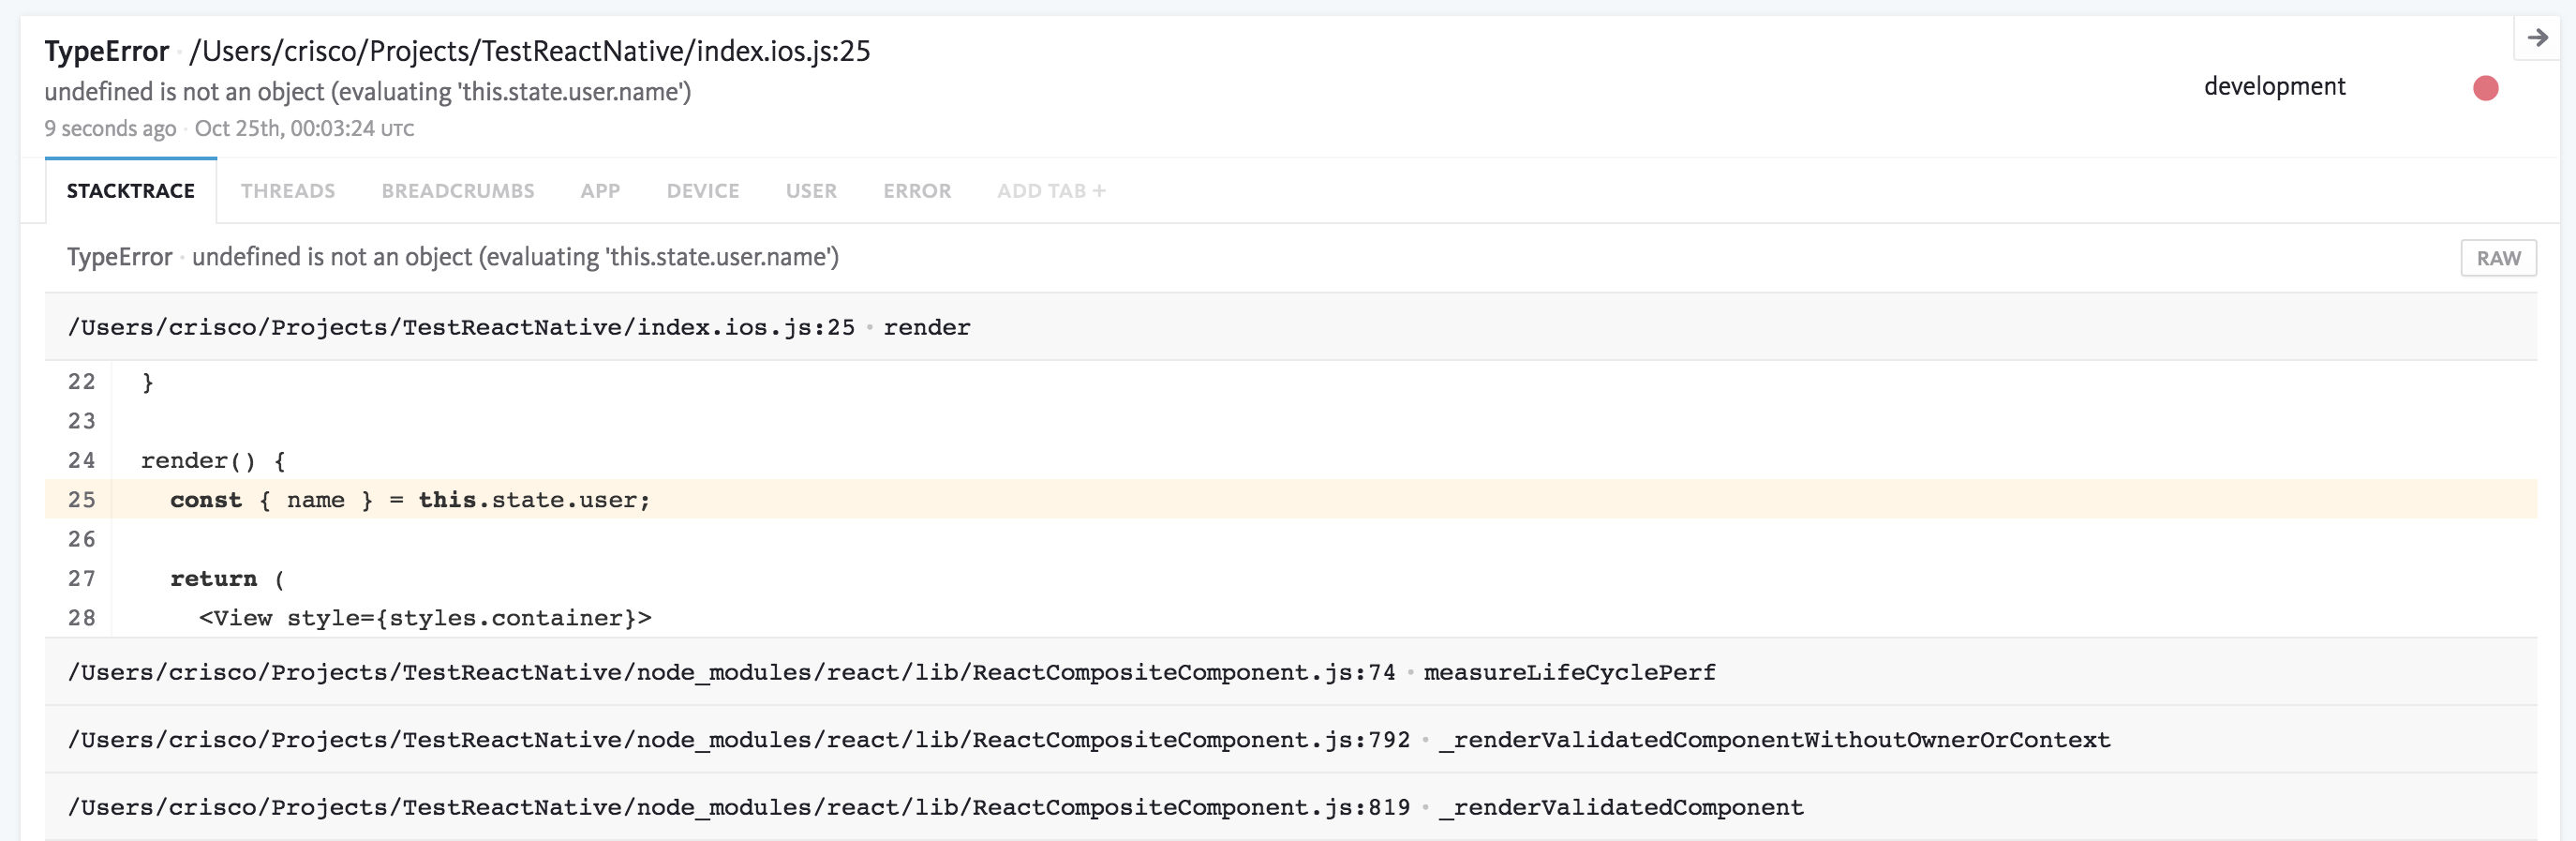 TypeError · /Users/crisco/Projects/TestReactNative/index.ios.js:25
undefined is not an object (evaluating 'this.state.user.name')
9 seconds ago · Oct 25th, 00:03:24 UTC
development
STACKTRACE THREADS BREADCRUMBS APP DEVICE USER ERROR ADD TAB +
TypeError · undefined is not an object (evaluating 'this.state.user.name')
RAW
/Users/crisco/Projects/TestReactNative/index.ios.js:25 · render
22 }
23
24 render() {
25 const { name } = this.state.user;
26
27 return (
28 <View style={styles.container}>
/Users/crisco/Projects/TestReactNative/node_modules/react/lib/ReactCompositeComponent.js:74 · measureLifeCyclePerf
/Users/crisco/Projects/TestReactNative/node_modules/react/lib/ReactCompositeComponent.js:792 · _renderValidatedComponentWithoutOwnerOrContext
/Users/crisco/Projects/TestReactNative/node_modules/react/lib/ReactCompositeComponent.js:819 · _renderValidatedComponent